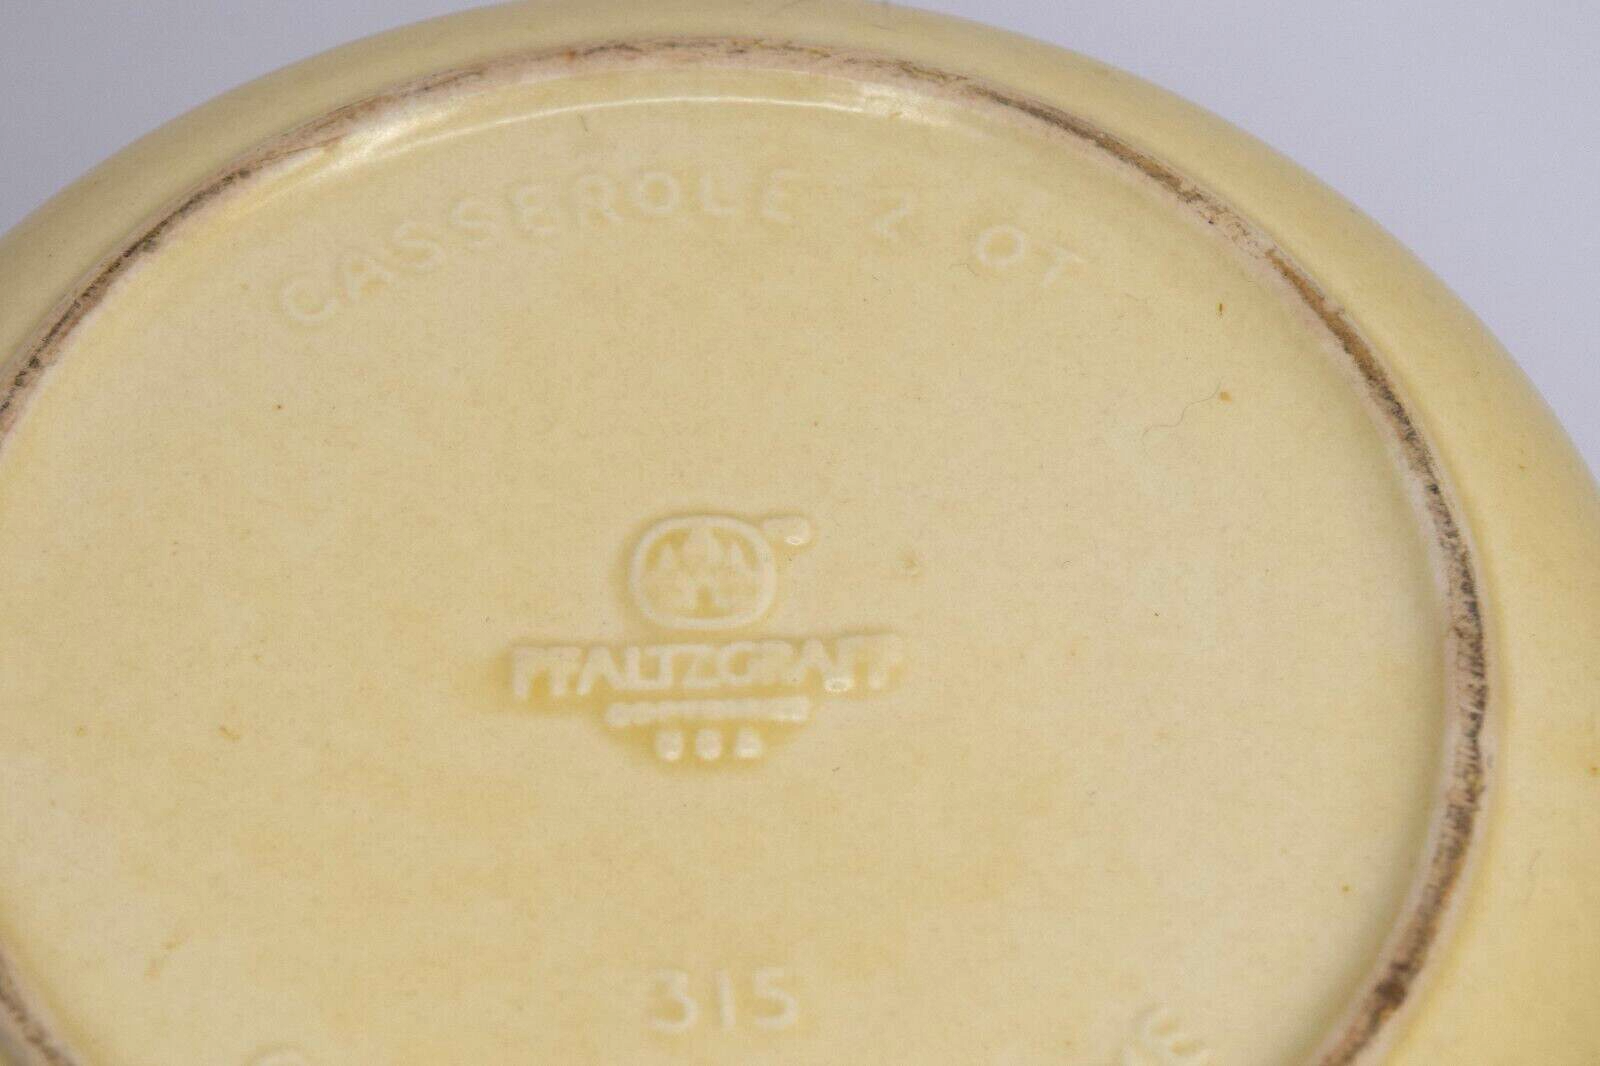 CASSEROLE 2 QT
PFALTZGRAFF
USA
315